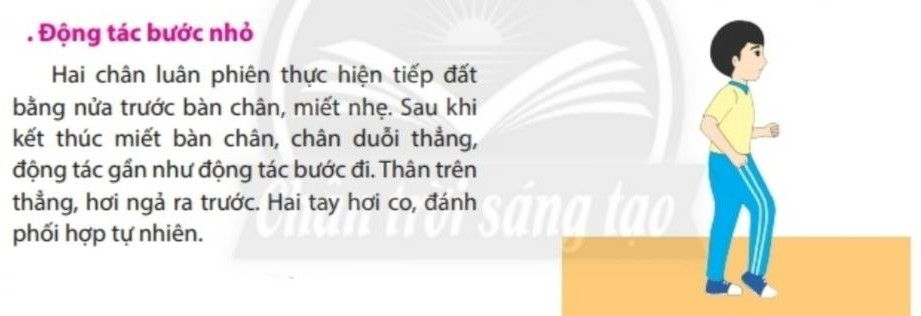 . Động tác bước nhỏ
Hai chân luân phiên thực hiện tiếp đất
bằng nửa trước bàn chân, miết nhẹ. Sau khi
kết thúc miết bàn chân, chân duỗi thẳng,
động tác gần như động tác bước đi. Thân trên
thẳng, hơi ngả ra trước. Hai tay hơi co, đánh
phối hợp tự nhiên.
Chân trời sáng tạo